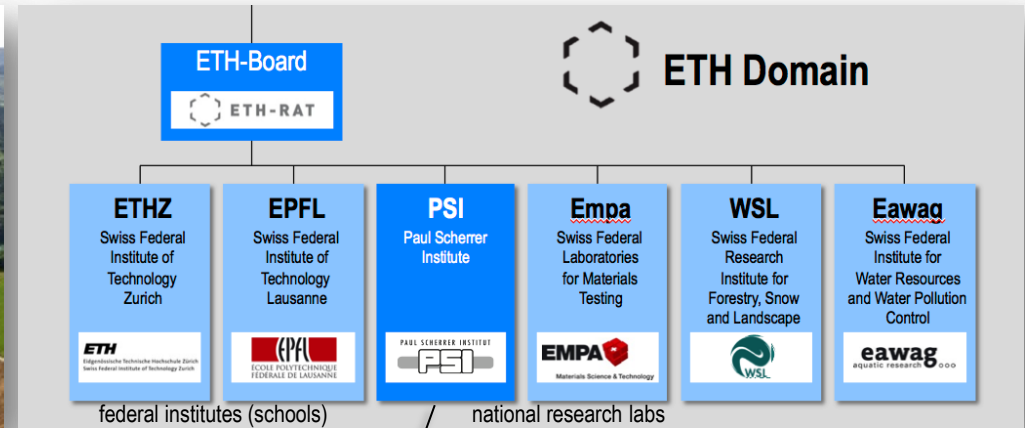 ETH-Board
ETH-RAT
ETH Domain
ETHZ
Swiss Federal
Institute of
Technology
Zurich
ETH
Eidgenössische Technische Hochschule Zürich
Swiss Federal Institute of Technology Zurich
EPFL
Swiss Federal
Institute of
Technology
Lausanne
EPFL
ECOLE POLYTECHNIQUE
FÉDÉRALE DE LAUSANNE
PSI
Paul Scherrer
Institute
PAUL SCHERRER INSTITUT
PSI
Empa
Swiss Federal
Laboratories
for Materials
Testing
EMPA
Materials Science & Technology
WSL
Swiss Federal
Research
Institute for
Forestry, Snow
and Landscape
WSL
Eawag
Swiss Federal
Institute for
Water Resources
and Water Pollution
Control
eawag
aquatic research
federal institutes (schools)
national research labs